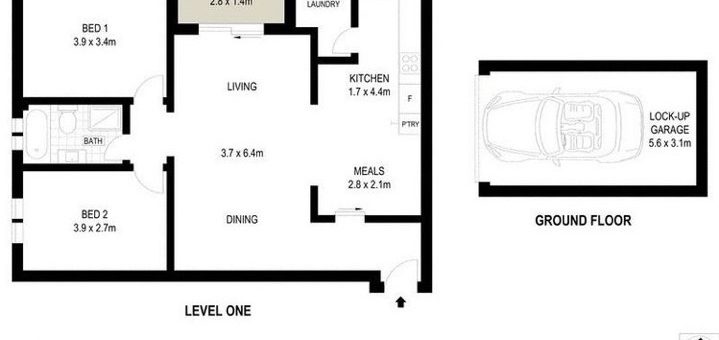 2.8 x 1.4m
LAUNDRY
BED 1
3.9 x 3.4m
LIVING
KITCHEN
1.7 x 4.4m
F
PTRY
BATH
3.7 x 6.4m
MEALS
2.8 x 2.1m
BED 2
3.9 x 2.7m
DINING
LEVEL ONE
LOCK-UP
GARAGE
5.6 x 3.1m
GROUND FLOOR